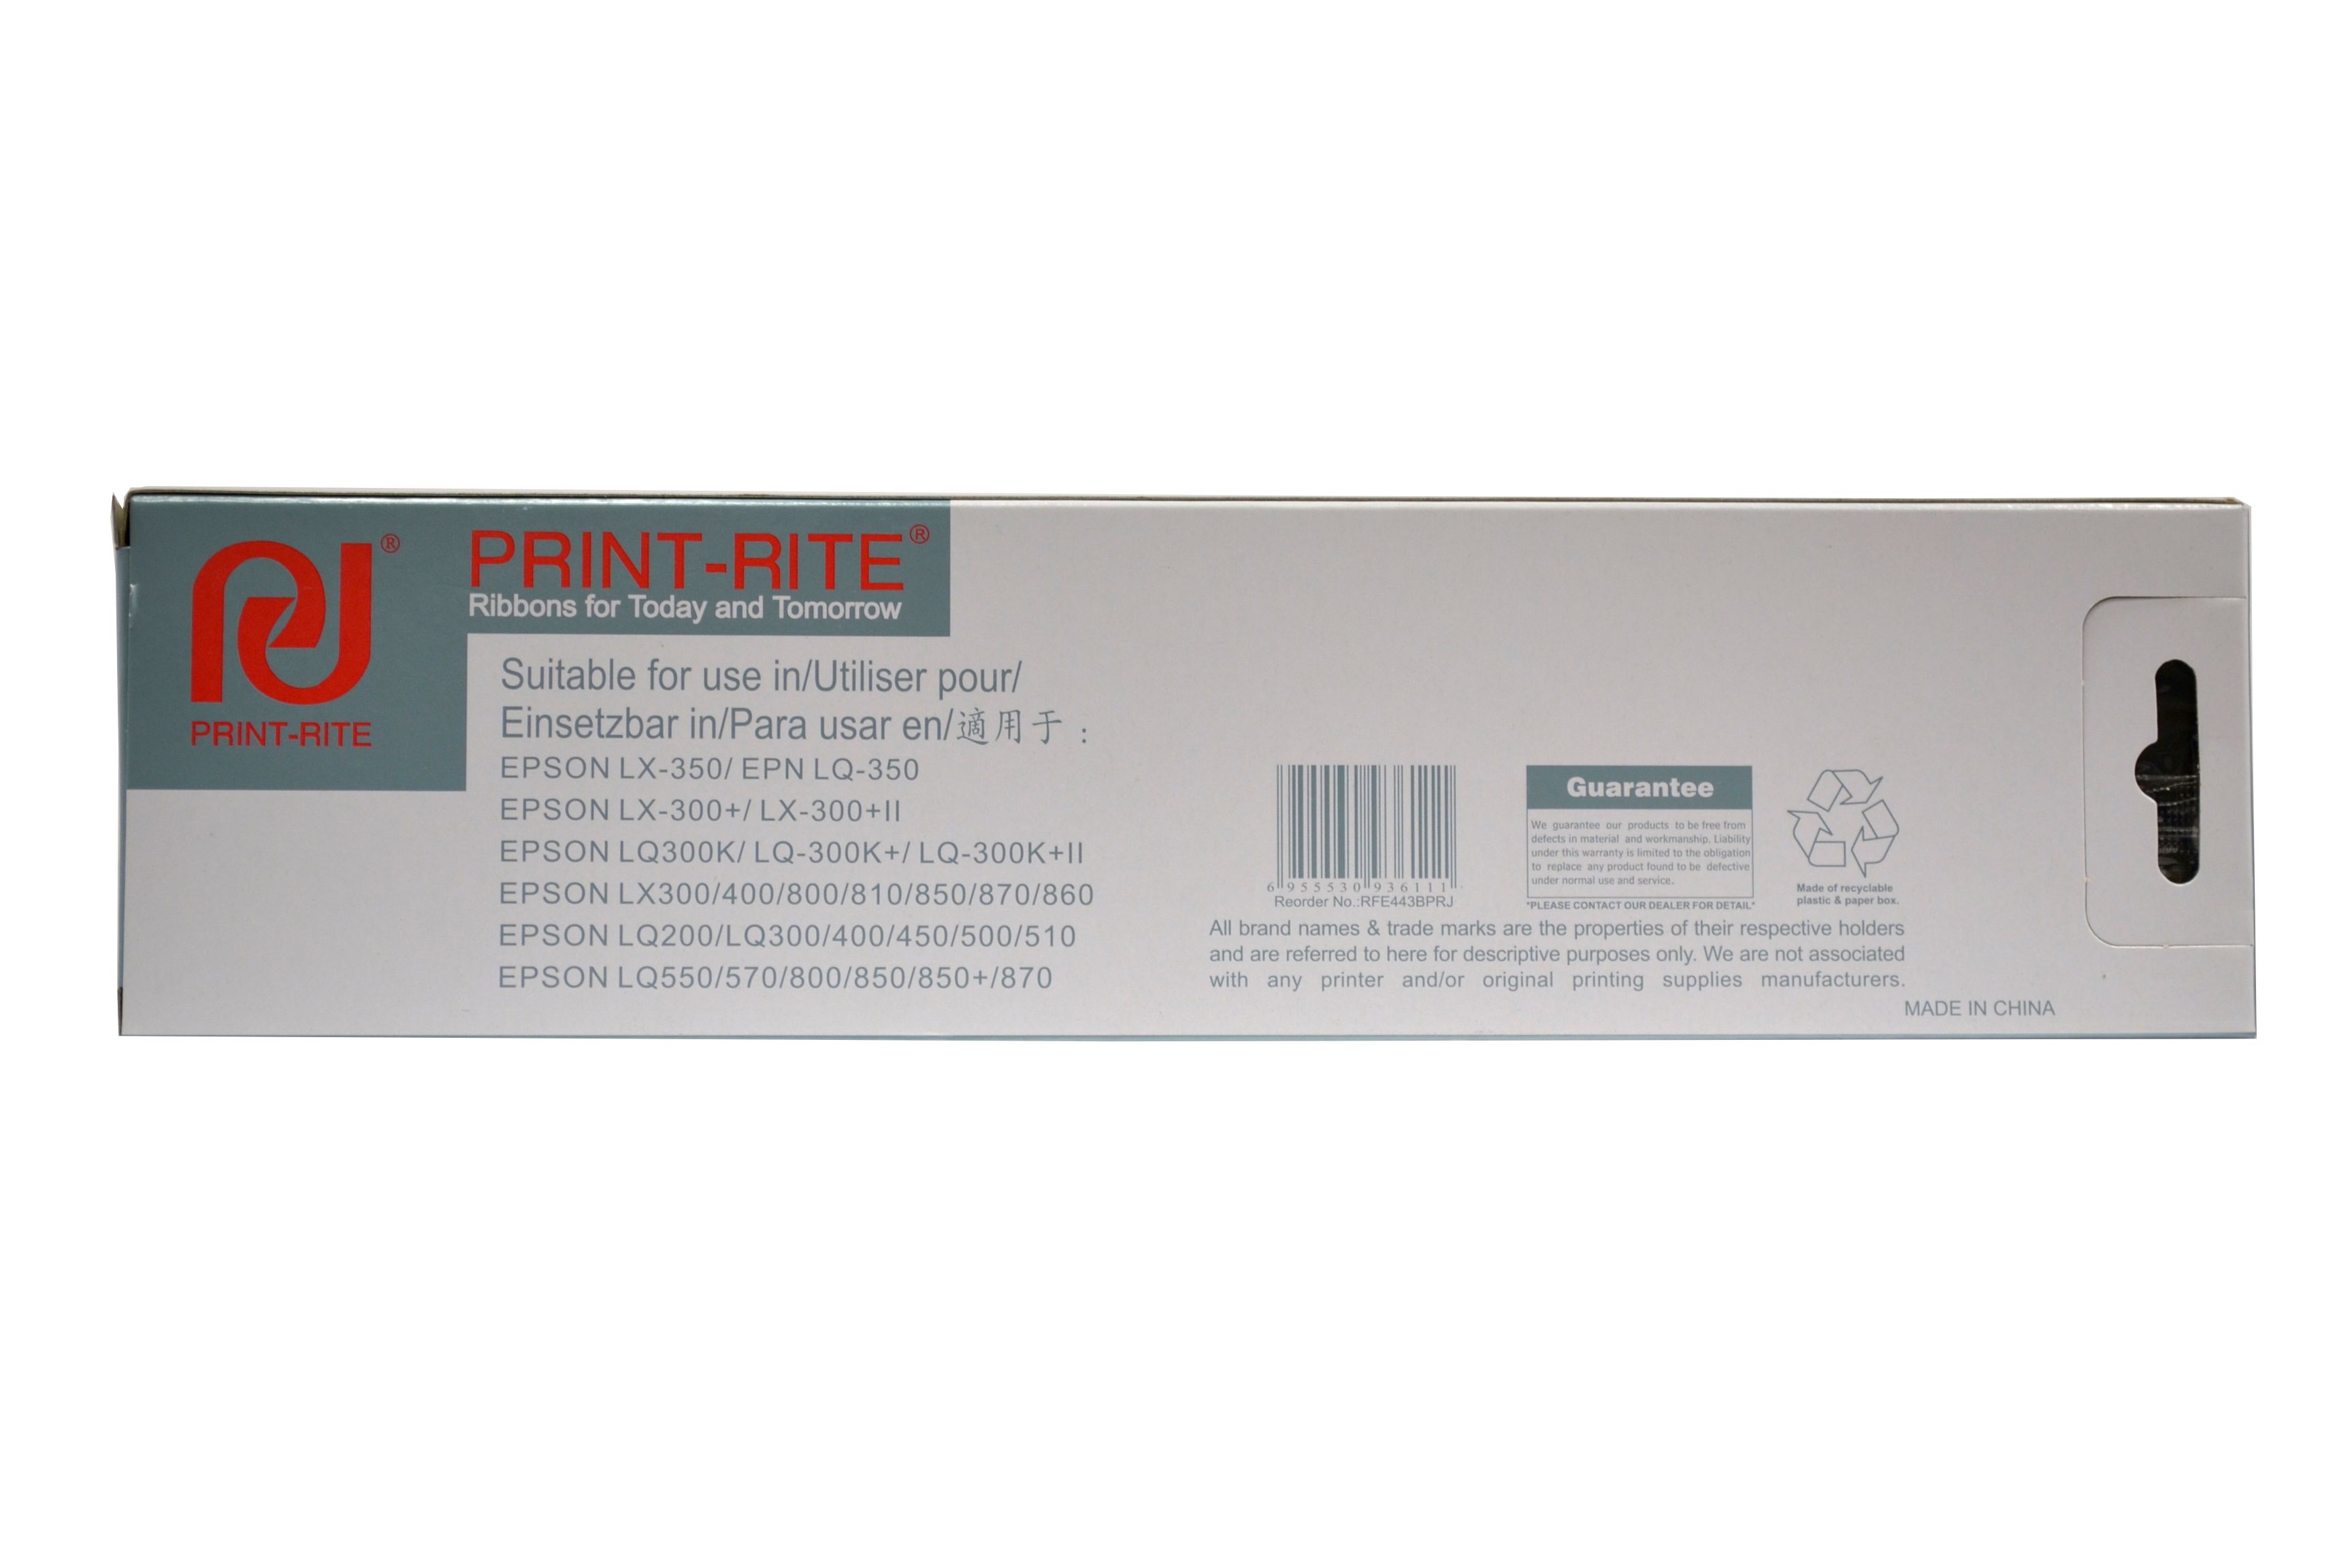 ®
PRINT-RITE
PRINT-RITE®
Ribbons for Today and Tomorrow
Suitable for use in/Utiliser pour/
Einsetzbar in/Para usar en/適用于：
EPSON LX-350/ EPN LQ-350
EPSON LX-300+/ LX-300+II
EPSON LQ300K/ LQ-300K+/ LQ-300K+II
EPSON LX300/400/800/810/850/870/860
EPSON LQ200/LQ300/400/450/500/510
EPSON LQ550/570/800/850/850+/870
6 955530 936111
Reorder No.:RFE443BPRJ
Guarantee
We guarantee our products to be free from
defects in material and workmanship. Liability
under this warranty is limited to the obligation
to replace any product found to be defective
under normal use and service.
*PLEASE CONTACT OUR DEALER FOR DETAIL*
Made of recyclable
plastic & paper box.
All brand names & trade marks are the properties of their respective holders
and are referred to here for descriptive purposes only. We are not associated
with any printer and/or original printing supplies manufacturers.
MADE IN CHINA